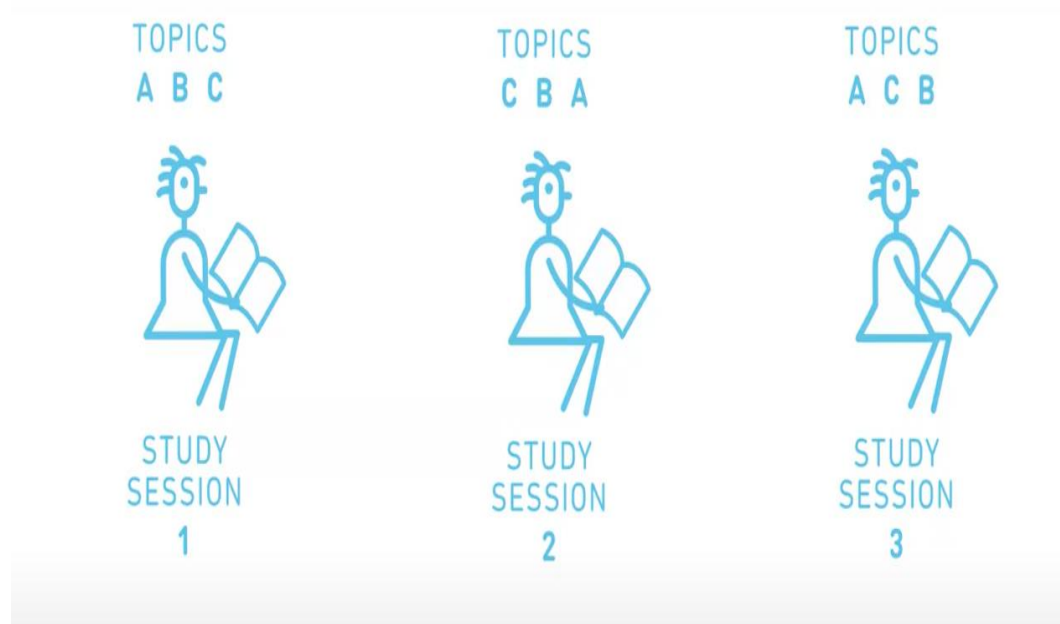 TOPICS
A B C
STUDY
SESSION
1
TOPICS
C B A
STUDY
SESSION
2
TOPICS
A C B
STUDY
SESSION
3